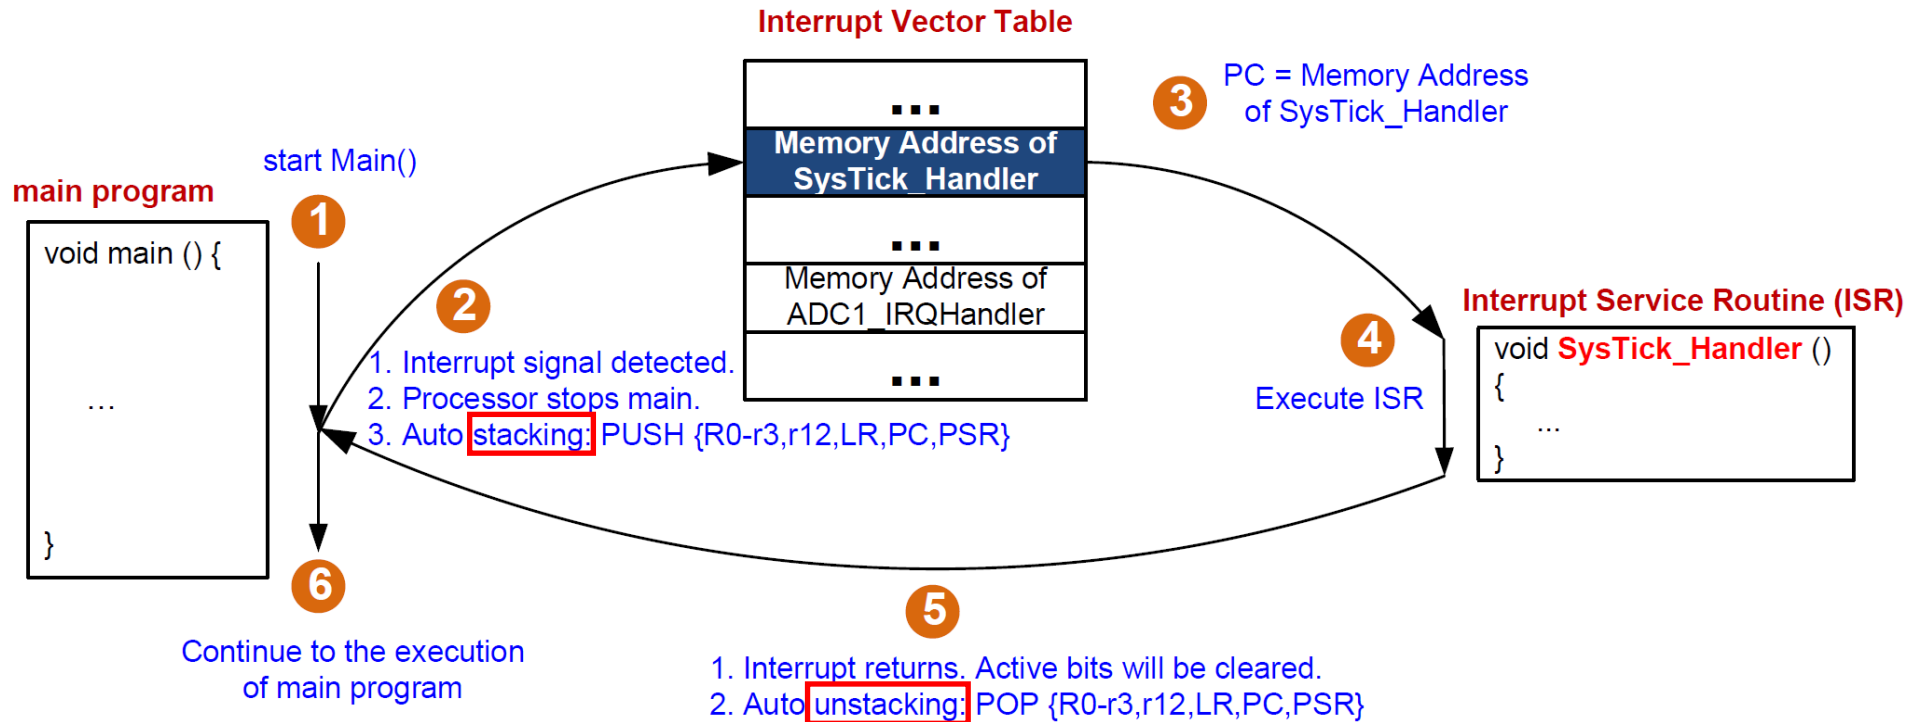 Interrupt Vector Table
...
Memory Address of
SysTick_Handler
...
Memory Address of
ADC1_IRQHandler
...
3
PC = Memory Address
of SysTick_Handler
start Main()
main program
1
void main () {
...
}
2
1. Interrupt signal detected.
2. Processor stops main.
3. Auto stacking: PUSH {R0-r3,r12,LR,PC,PSR}
4
Execute ISR
Interrupt Service Routine (ISR)
void SysTick_Handler ()
{
...
}
5
1. Interrupt returns. Active bits will be cleared.
2. Auto unstacking: POP {R0-r3,r12,LR,PC,PSR}
6
Continue to the execution
of main program